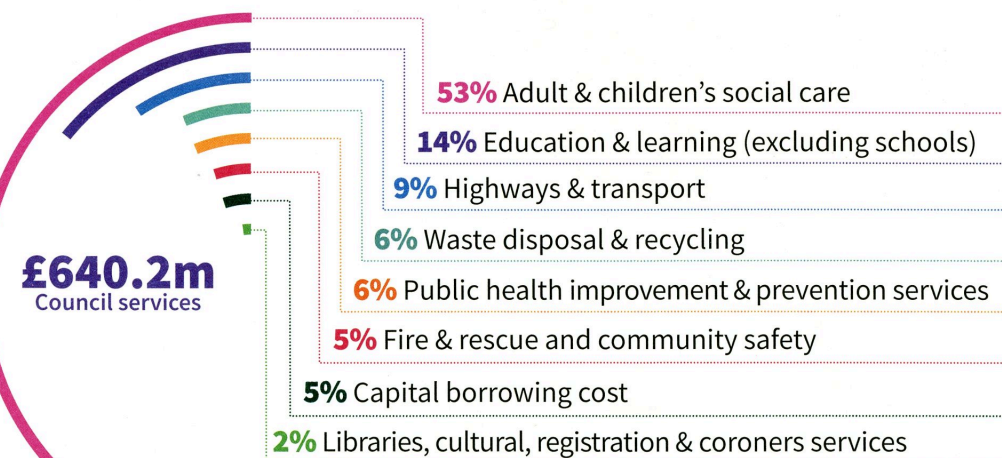 53% Adult & children's social care
14% Education & learning (excluding schools)
9% Highways & transport
6% Waste disposal & recycling
£640.2m
Council services
6% Public health improvement & prevention services
5% Fire & rescue and community safety
5% Capital borrowing cost
2% Libraries, cultural, registration & coroners services